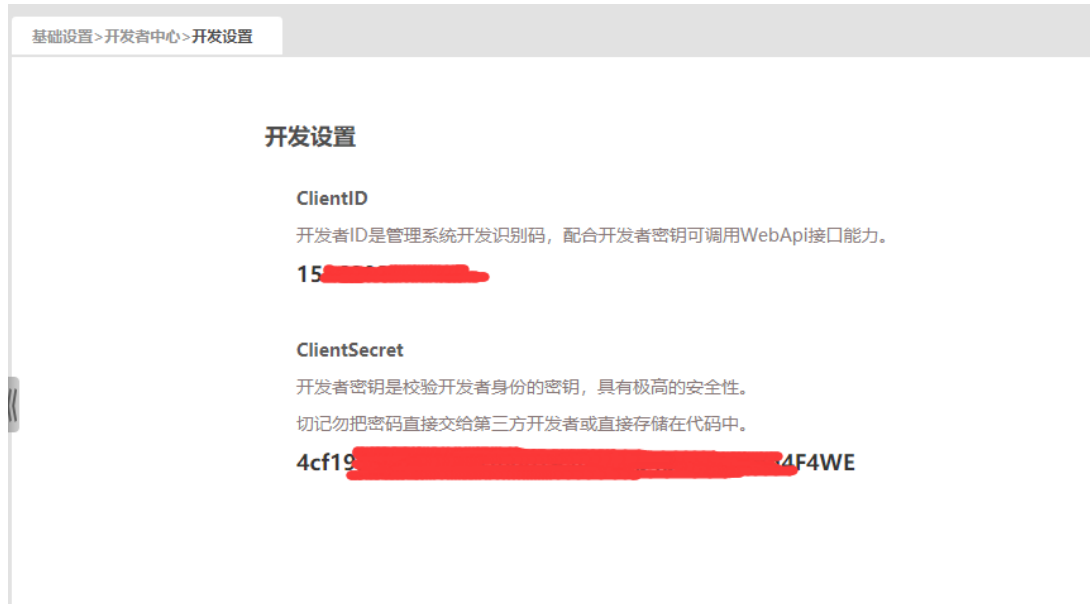 基础设置>开发者中心>开发设置
开发设置
ClientID
开发者ID是管理系统开发识别码，配合开发者密钥可调用WebApi接口能力。
15
ClientSecret
开发者密钥是校验开发者身份的密钥，具有极高的安全性。
切记勿把密码直接交给第三方开发者或直接存储在代码中。
4cf19 4F4WE